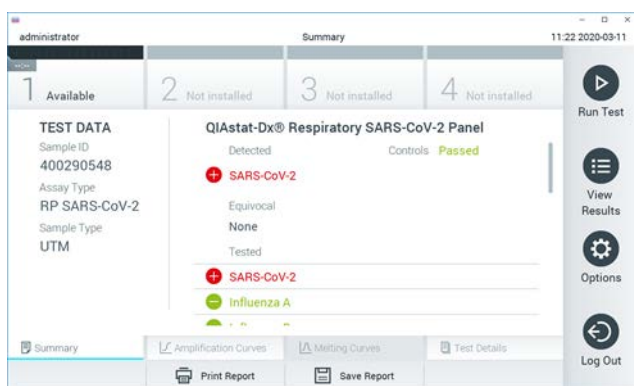 administrator Summary 11:22 2020-03-11
1 Available 2 Not installed 3 Not installed 4 Not installed
Run Test
TEST DATA
Sample ID
400290548
Assay Type
RP SARS-CoV-2
Sample Type
UTM
QIAstat-Dx® Respiratory SARS-CoV-2 Panel
Detected Controls Passed
SARS-CoV-2
Equivocal
None
Tested
SARS-CoV-2
Influenza A
View
Results
Options
Log Out
Summary Amplification Curves Melting Curves Test Details
Print Report Save Report